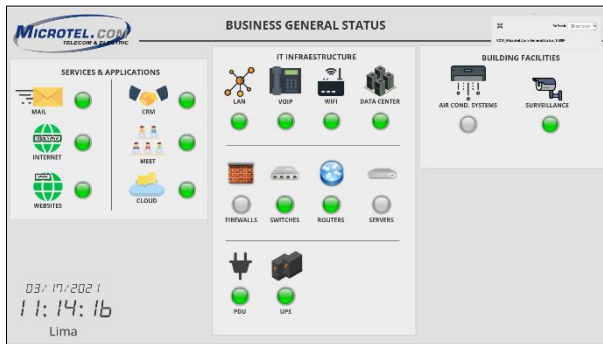 MICROTEL.COM
TELECOM & ELECTRIC
BUSINESS GENERAL STATUS
Refresh:
SERVICES & APPLICATIONS
MAIL
CRM
INTERNET
MEET
WEBSITES
CLOUD
IT INFRAESTRUCTURE
LAN
VOIP
WIFI
DATA CENTER
FIREWALLS
SWITCHES
ROUTERS
SERVERS
PDU
UPS
BUILDING FACILITIES
AIR COND. SYSTEMS
SURVEILLANCE
03/17/2021
11:14:16
Lima